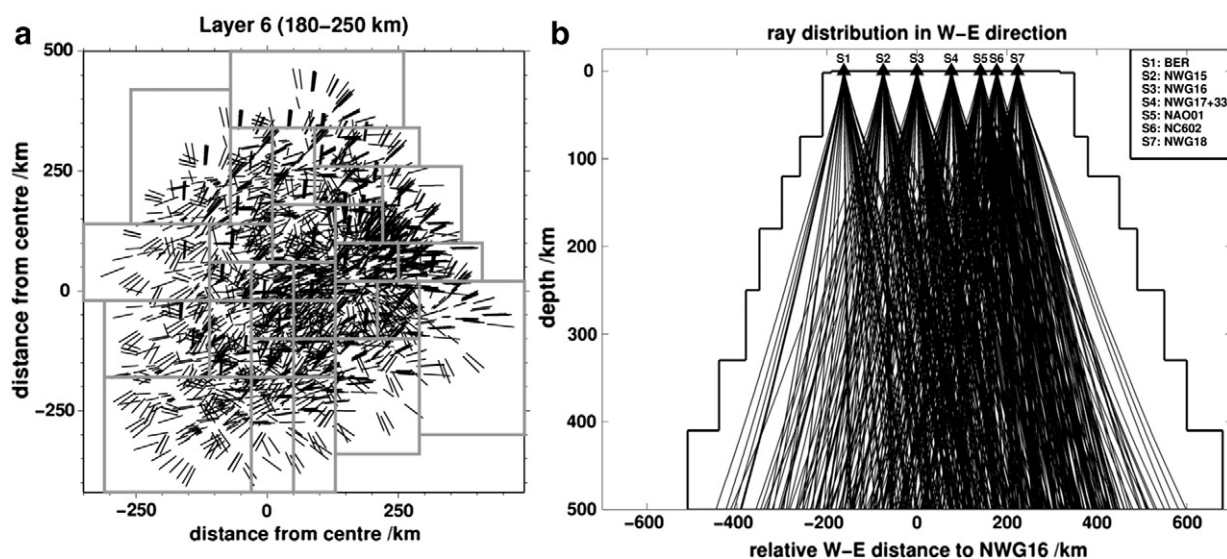 a
Layer 6 (180–250 km)
500
250
0
−250
distance from centre /km
−250
0
250
distance from centre /km
b
ray distribution in W−E direction
S1 S2 S3 S4 S5 S6 S7
S1: BER
S2: NWG15
S3: NWG16
S4: NWG17+33
S5: NAO01
S6: NC602
S7: NWG18
0
100
200
300
400
500
depth /km
−600 −400 −200 0 200 400 600
relative W−E distance to NWG16 /km